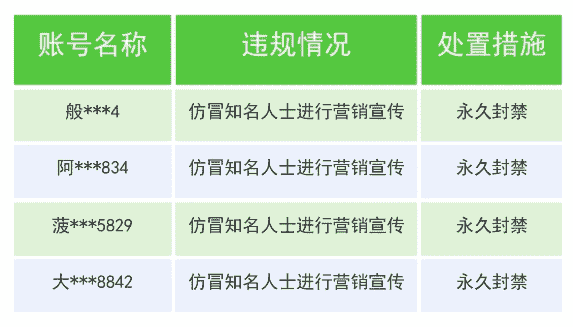 账号名称 违规情况 处置措施
般***4 仿冒知名人士进行营销宣传 永久封禁
阿***834 仿冒知名人士进行营销宣传 永久封禁
菠***5829 仿冒知名人士进行营销宣传 永久封禁
大***8842 仿冒知名人士进行营销宣传 永久封禁